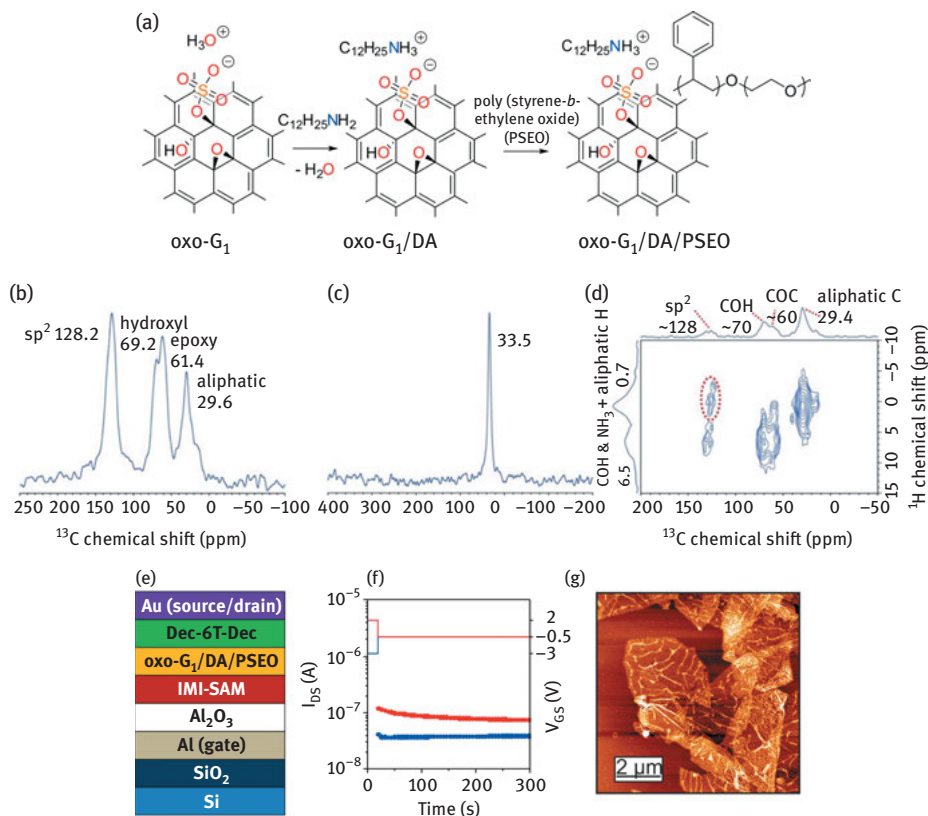 (a)
H₃O ⊕
C₁₂H₂₅NH₃ ⊕
C₁₂H₂₅NH₃ ⊕
O O ⊖
O O ⊖
O O ⊖
O S O
O S O
O S O
O
O
O
HO O
HO O
HO O
C₁₂H₂₅NH₂
- H₂O
poly (styrene-b-
ethylene oxide)
(PSEO)
O O
oxo-G₁
oxo-G₁/DA
oxo-G₁/DA/PSEO
(b)
sp² 128.2
hydroxyl
69.2
epoxy
61.4
aliphatic
29.6
250 200 150 100 50 0 −50 −100
¹³C chemical shift (ppm)
(c)
33.5
400 300 200 100 0 −100 −200
(d)
sp²
~128
COH
~70
COC
~60
aliphatic C
29.4
COH & NH₃ + aliphatic H
6.5 0.7
−10
−5
0
5
10
15
¹H chemical shift (ppm)
200 150 100 50 0 −50
¹³C chemical shift (ppm)
(e)
Au (source/drain)
Dec-6T-Dec
oxo-G₁/DA/PSEO
IMI-SAM
Al₂O₃
Al (gate)
SiO₂
Si
(f)
10⁻⁵
10⁻⁶
10⁻⁷
10⁻⁸
I_DS (A)
2
−0.5
−3
V_GS (V)
0 100 200 300
Time (s)
(g)
2 µm